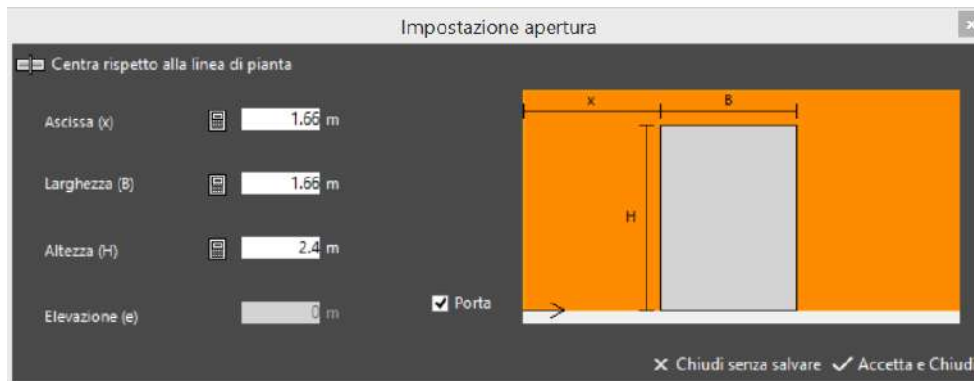 Impostazione apertura
Centra rispetto alla linea di pianta
Ascissa (x) 1.66 m
Larghezza (B) 1.66 m
Altezza (H) 2.4 m
Elevazione (e) 0 m
Porta
x B
H
Chiudi senza salvare Accetta e Chiud